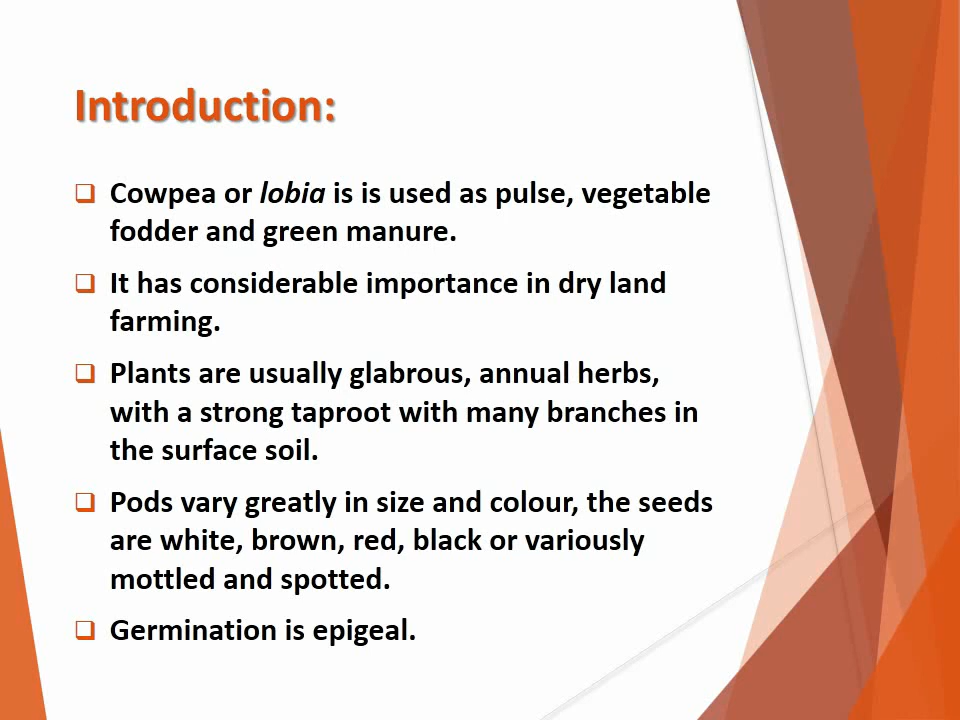 Introduction:
Cowpea or lobia is is used as pulse, vegetable
fodder and green manure.
It has considerable importance in dry land
farming.
Plants are usually glabrous, annual herbs,
with a strong taproot with many branches in
the surface soil.
Pods vary greatly in size and colour, the seeds
are white, brown, red, black or variously
mottled and spotted.
Germination is epigeal.